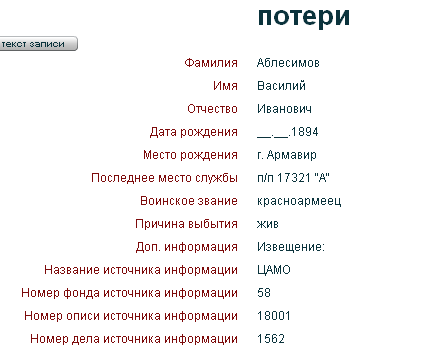 потери
текст записи
Фамилия Аблесимов
Имя Василий
Отчество Иванович
Дата рождения __.__.1894
Место рождения г. Армавир
Последнее место службы п/п 17321 "А"
Воинское звание красноармеец
Причина выбытия жив
Доп. информация Извещение:
Название источника информации ЦАМО
Номер фонда источника информации 58
Номер описи источника информации 18001
Номер дела источника информации 1562